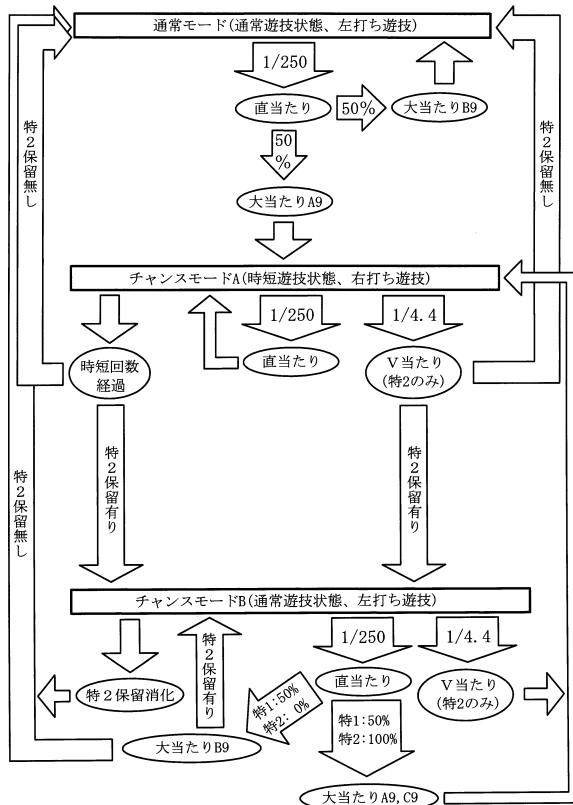 通常モード(通常遊技状態、左打ち遊技)
1/250
直当たり
50%
大当たりB9
50
%
大当たりA9
特2保留無し
特2保留無し
チャンスモードA(時短遊技状態、右打ち遊技)
1/250
1/4.4
時短回数
経過
直当たり
V当たり
(特2のみ)
特2保留有り
特2保留有り
特2保留無し
チャンスモードB(通常遊技状態、左打ち遊技)
1/250
1/4.4
特2保留有り
特2保留消化
直当たり
V当たり
(特2のみ)
特1:50%
特2: 0%
特1:50%
特2:100%
大当たりB9
大当たりA9,C9